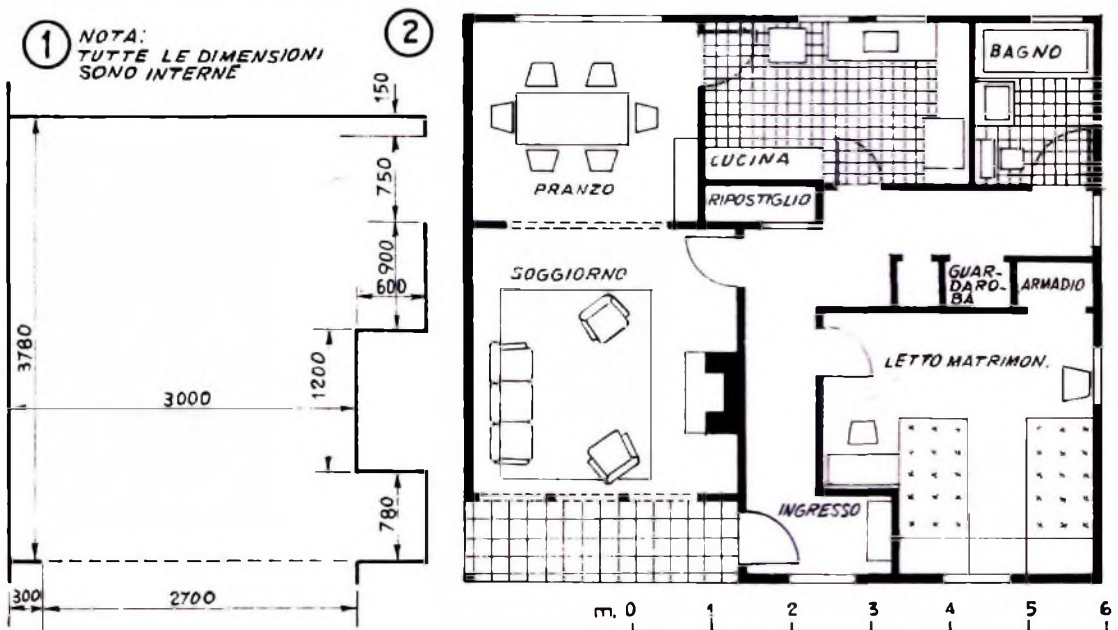 1
NOTA:
TUTTE LE DIMENSIONI
SONO INTERNE
150
750
900
600
3780
1200
3000
780
300
2700
2
BAGNO
CUCINA
PRANZO
RIPOSTIGLIO
SOGGIORNO
GUAR-
DARO-
BA
ARMADIO
LETTO MATRIMON.
INGRESSO
m. 0 1 2 3 4 5 6